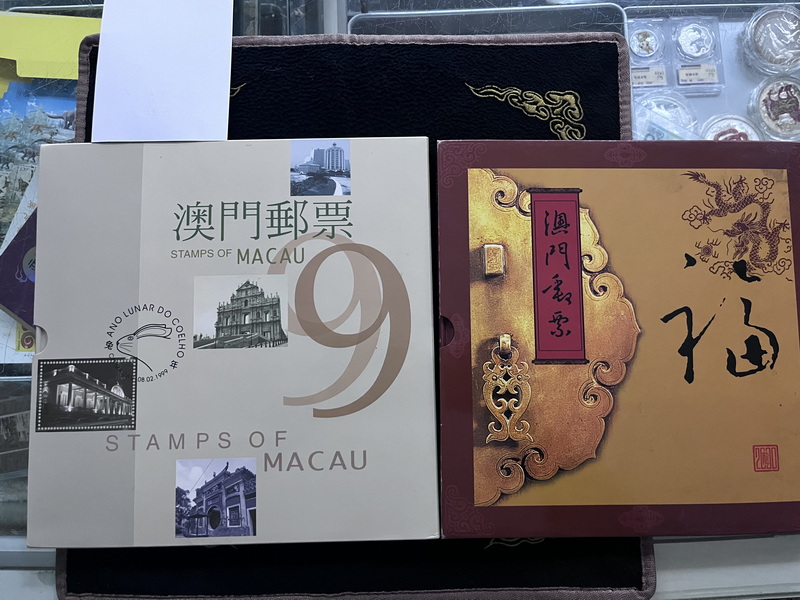 澳門郵票
STAMPS OF MACAU
99
ANO LUNAR DO COELHO
08.02.1999
STAMPS OF
MACAU
澳門郵票
福
2000